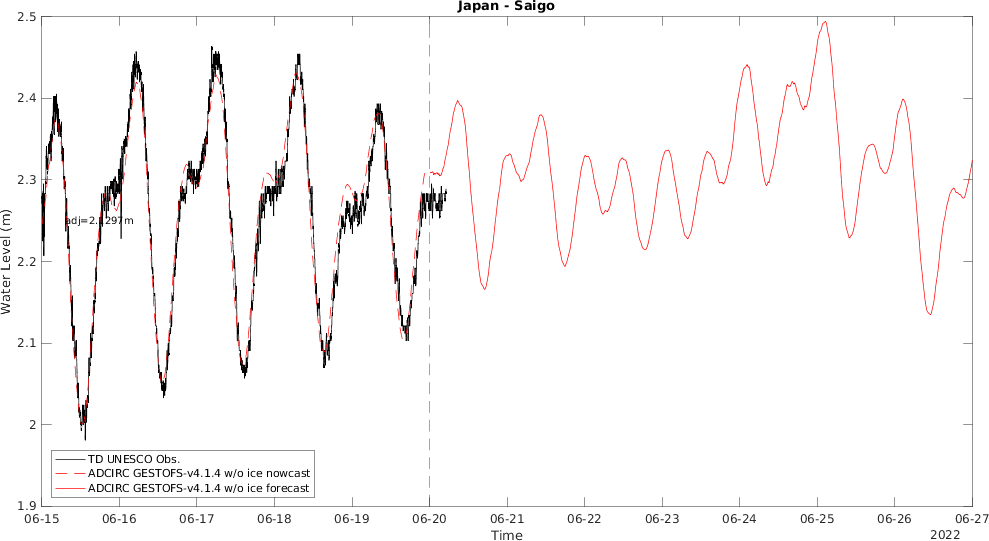 Japan - Saigo
Water Level (m)
2.5
2.4
2.3
2.2
2.1
2
1.9
TD UNESCO Obs.
ADCIRC GESTOFS-v4.1.4 w/o ice nowcast
ADCIRC GESTOFS-v4.1.4 w/o ice forecast
06-15 06-16 06-17 06-18 06-19 06-20 06-21 06-22 06-23 06-24 06-25 06-26 06-27
Time
2022